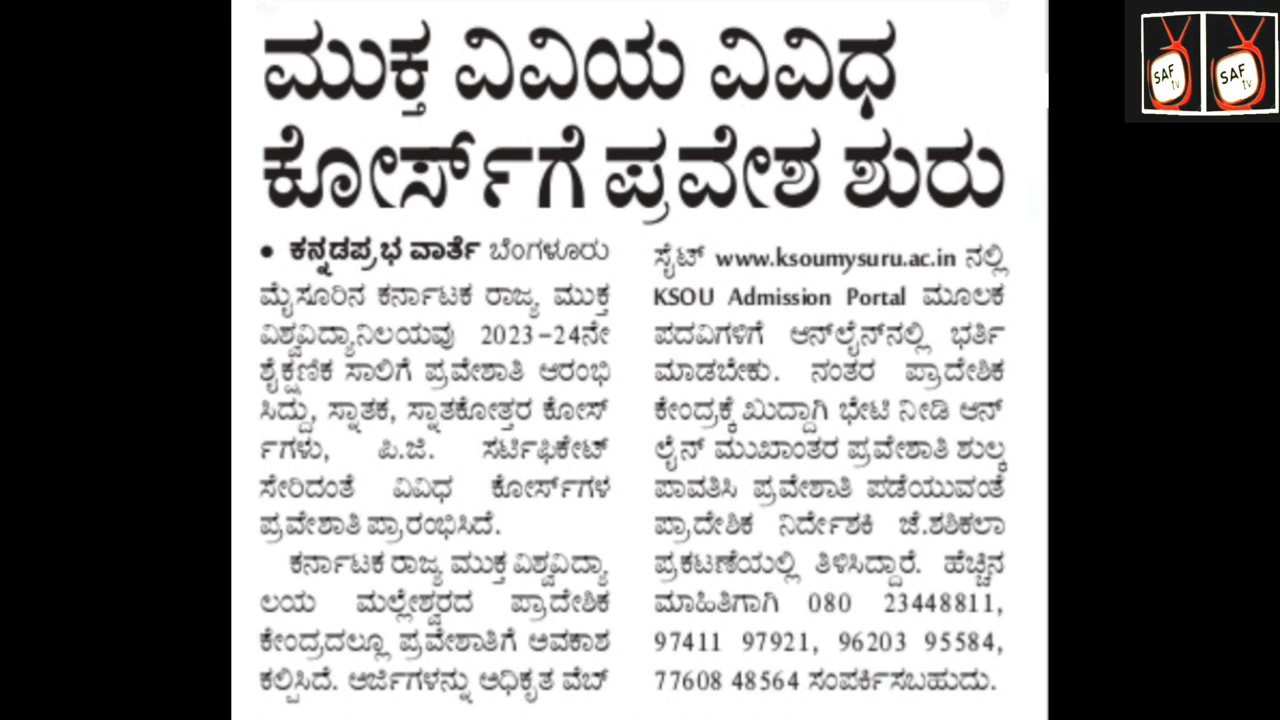 ಮುಕ್ತ ವಿವಿಯ ವಿವಿಧ
ಕೋರ್ಸ್‌ಗೆ ಪ್ರವೇಶ ಶುರು
• ಕನ್ನಡಪ್ರಭ ವಾರ್ತೆ ಬೆಂಗಳೂರು
ಮೈಸೂರಿನ ಕರ್ನಾಟಕ ರಾಜ್ಯ ಮುಕ್ತ
ವಿಶ್ವವಿದ್ಯಾನಿಲಯವು 2023-24ನೇ
ಶೈಕ್ಷಣಿಕ ಸಾಲಿಗೆ ಪ್ರವೇಶಾತಿ ಆರಂಭಿ
ಸಿದ್ದು, ಸ್ನಾತಕ, ಸ್ನಾತಕೋತ್ತರ ಕೋಸ್
ರ್ಗಳು, ಪಿ.ಜಿ. ಸರ್ಟಿಫಿಕೇಟ್
ಸೇರಿದಂತೆ ವಿವಿಧ ಕೋರ್ಸ್‌ಗಳ
ಪ್ರವೇಶಾತಿ ಪ್ರಾರಂಭಿಸಿದೆ.
ಕರ್ನಾಟಕ ರಾಜ್ಯ ಮುಕ್ತ ವಿಶ್ವವಿದ್ಯಾ
ಲಯ ಮಲ್ಲೇಶ್ವರದ ಪ್ರಾದೇಶಿಕ
ಕೇಂದ್ರದಲ್ಲೂ ಪ್ರವೇಶಾತಿಗೆ ಅವಕಾಶ
ಕಲ್ಪಿಸಿದೆ. ಅರ್ಜಿಗಳನ್ನು ಅಧಿಕೃತ ವೆಬ್
ಸೈಟ್ www.ksoumysuru.ac.in ನಲ್ಲಿ
KSOU Admission Portal ಮೂಲಕ
ಪದವಿಗಳಿಗೆ ಆನ್‌ಲೈನ್‌ನಲ್ಲಿ ಭರ್ತಿ
ಮಾಡಬೇಕು. ನಂತರ ಪ್ರಾದೇಶಿಕ
ಕೇಂದ್ರಕ್ಕೆ ಖುದ್ದಾಗಿ ಭೇಟಿ ನೀಡಿ ಆನ್
ಲೈನ್ ಮುಖಾಂತರ ಪ್ರವೇಶಾತಿ ಶುಲ್ಕ
ಪಾವತಿಸಿ ಪ್ರವೇಶಾತಿ ಪಡೆಯುವಂತೆ
ಪ್ರಾದೇಶಿಕ ನಿರ್ದೇಶಕಿ ಜೆ.ಶಶಿಕಲಾ
ಪ್ರಕಟಣೆಯಲ್ಲಿ ತಿಳಿಸಿದ್ದಾರೆ. ಹೆಚ್ಚಿನ
ಮಾಹಿತಿಗಾಗಿ 080 23448811,
97411 97921, 96203 95584,
77608 48564 ಸಂಪರ್ಕಿಸಬಹುದು.
SAF tv SAF tv